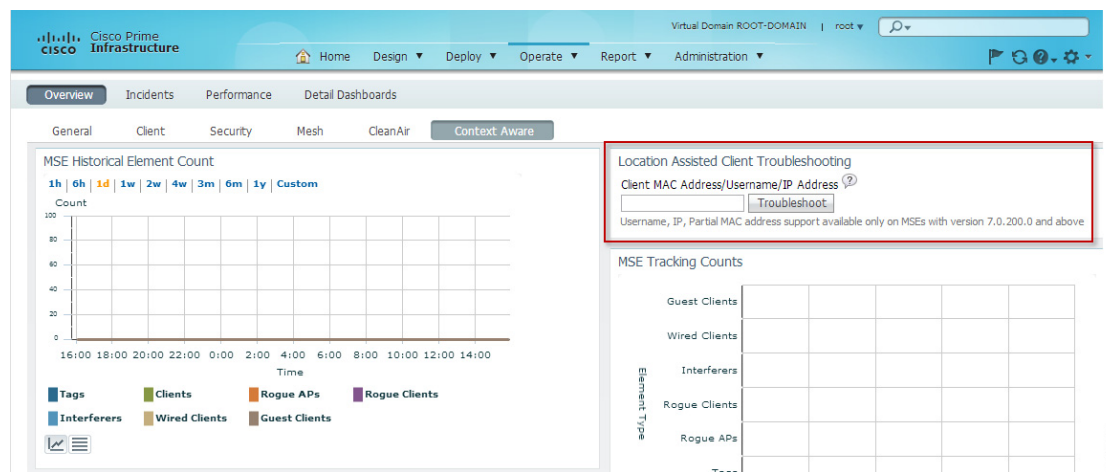 Cisco Prime
cisco Infrastructure
Virtual Domain ROOT-DOMAIN | root
Home Design Deploy Operate Report Administration
Overview Incidents Performance Detail Dashboards
General Client Security Mesh CleanAir Context Aware
MSE Historical Element Count
1h | 6h | 1d | 1w | 2w | 4w | 3m | 6m | 1y | Custom
Count
100
80
60
40
20
0
16:00 18:00 20:00 22:00 0:00 2:00 4:00 6:00 8:00 10:00 12:00 14:00
Time
Tags Clients Rogue APs Rogue Clients
Interferers Wired Clients Guest Clients
Location Assisted Client Troubleshooting
Client MAC Address/Username/IP Address ?
Troubleshoot
Username, IP, Partial MAC address support available only on MSEs with version 7.0.200.0 and above
MSE Tracking Counts
Element Type
Guest Clients
Wired Clients
Interferers
Rogue Clients
Rogue APs
Tags